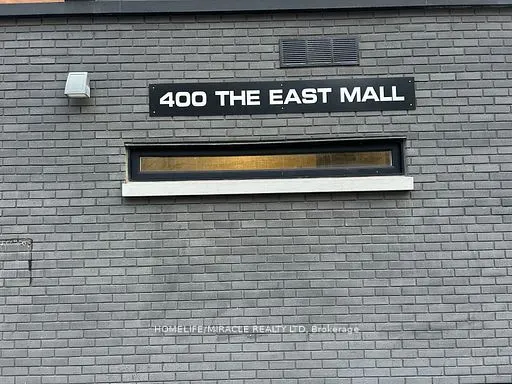 400 THE EAST MALL
HOMELIFE/MIRACLE REALTY LTD, Brokerage